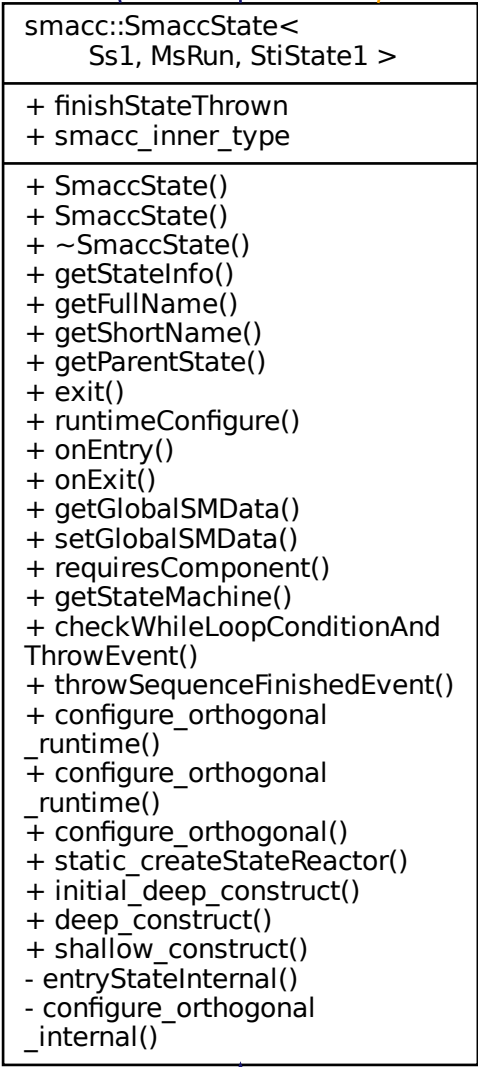 smacc::SmaccState<
Ss1, MsRun, StiState1 >
+ finishStateThrown
+ smacc_inner_type
+ SmaccState()
+ SmaccState()
+ ~SmaccState()
+ getStateInfo()
+ getFullName()
+ getShortName()
+ getParentState()
+ exit()
+ runtimeConfigure()
+ onEntry()
+ onExit()
+ getGlobalSMData()
+ setGlobalSMData()
+ requiresComponent()
+ getStateMachine()
+ checkWhileLoopConditionAnd
ThrowEvent()
+ throwSequenceFinishedEvent()
+ configure_orthogonal
_runtime()
+ configure_orthogonal
_runtime()
+ configure_orthogonal()
+ static_createStateReactor()
+ initial_deep_construct()
+ deep_construct()
+ shallow_construct()
- entryStateInternal()
- configure_orthogonal
_internal()